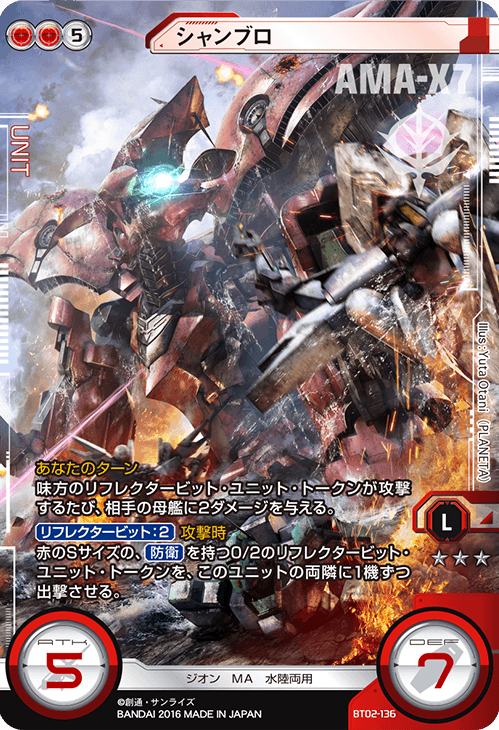 5
シャンブロ
AMA-X7
UNIT
Illus : Yuta Otani (PLANETA)
あなたのターン
味方のリフレクタービット・ユニット・トークンが攻撃
するたび、相手の母艦に2ダメージを与える。
リフレクタービット:2 攻撃時
赤のSサイズの、防衛を持つ0/2のリフレクタービット・
ユニット・トークンを、このユニットの両隣に1機ずつ
出撃させる。
L
ATK
5
DEF
7
ジオン MA 水陸両用
©創通・サンライズ
BANDAI 2016 MADE IN JAPAN
BT02-136